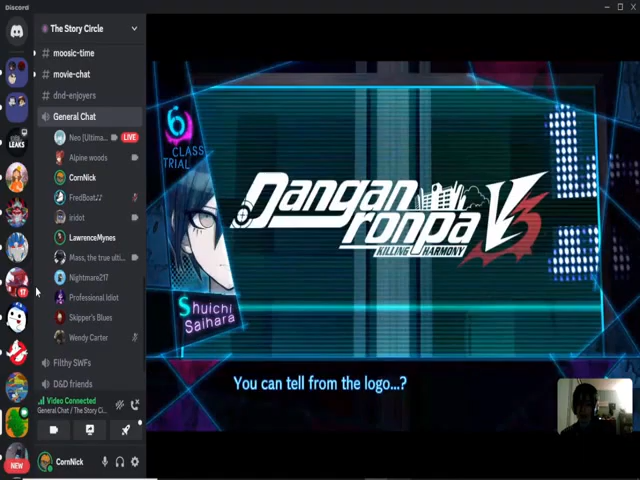 Discord
The Story Circle
# moosic-time
# movie-chat
# dnd-enjoyers
General Chat
Neo [Ultima... LIVE
Alpine woods
CornNick
FredBoat♪♪
iridot
LawrenceMynes
Mass, the true ulti...
Nightmare217
Professional Idiot
Skipper's Blues
Wendy Carter
Filthy SWFs
D&D friends
Video Connected
General Chat / The Story Ci...
CornNick
LEAKS
17
NEW
6
CLASS
TRIAL
Danganronpa V3
KILLING HARMONY
Shuichi
Saihara
You can tell from the logo...?